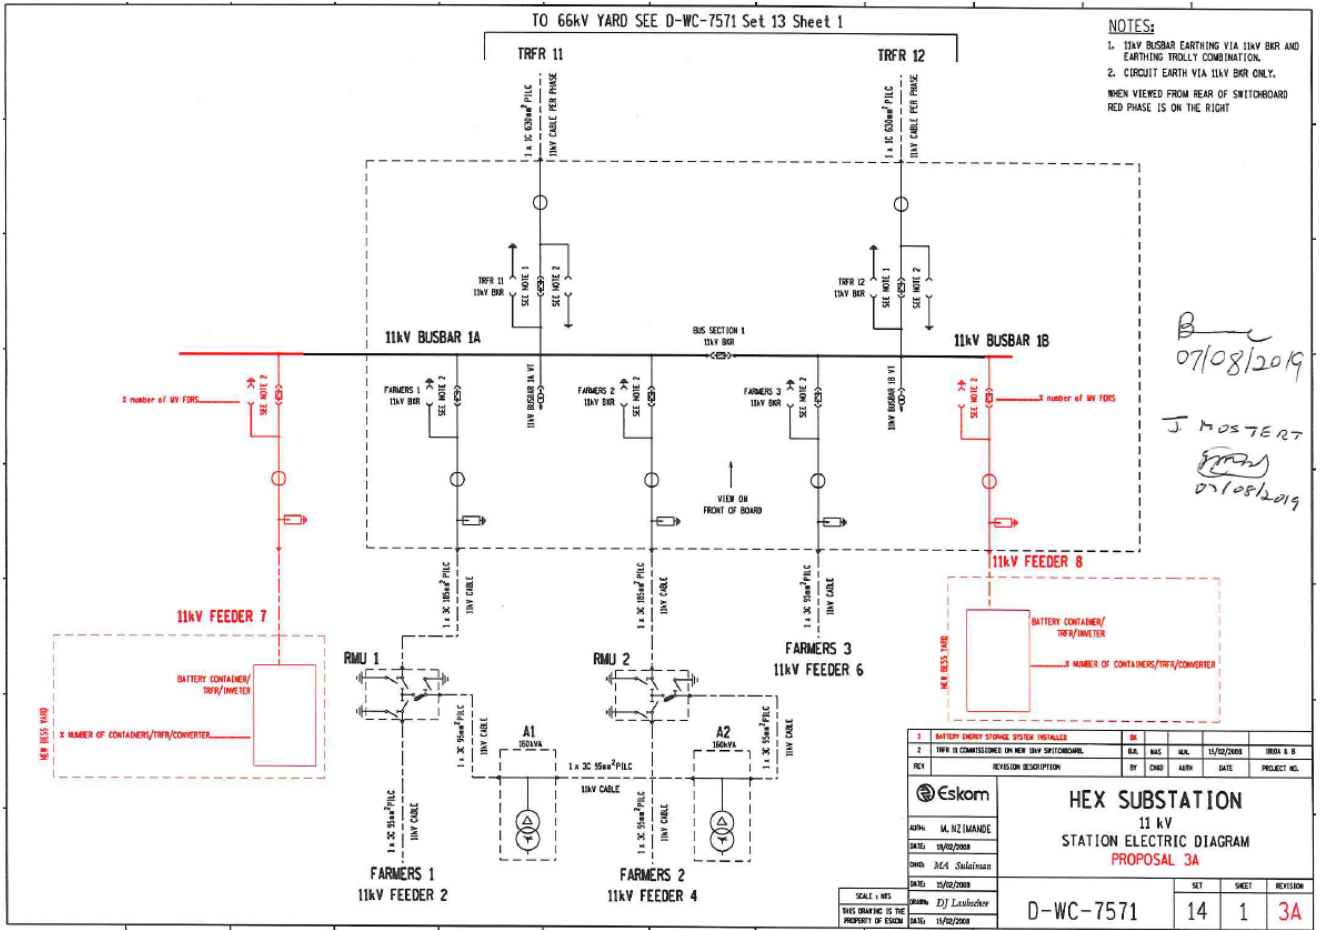 TO 66kV YARD SEE D-WC-7571 Set 13 Sheet 1
TRFR 11
TRFR 12
NOTES:
1. 11kV BUSBAR EARTHING VIA 11kV BKR AND
EARTHING TROLLY COMBINATION.
2. CIRCUIT EARTH VIA 11kV BKR ONLY.
WHEN VIEWED FROM REAR OF SWITCHBOARD
RED PHASE IS ON THE RIGHT
1 x 1C 630mm² PILC
11kV CABLE PER PHASE
1 x 1C 630mm² PILC
11kV CABLE PER PHASE
TRFR 11
11kV BKR
SEE NOTE 1
SEE NOTE 2
TRFR 12
11kV BKR
SEE NOTE 1
SEE NOTE 2
11kV BUSBAR 1A
BUS SECTION 1
11kV BKR
11kV BUSBAR 1B
07/08/2019
J. MOSTERT
07/08/2019
X number of MV FDRS
SEE NOTE 2
FARMERS 1
11kV BKR
SEE NOTE 2
11kV BUSBAR 1A VT
FARMERS 2
11kV BKR
SEE NOTE 2
FARMERS 3
11kV BKR
SEE NOTE 2
11kV BUSBAR 1B VT
SEE NOTE 2
X number of MV FDRS
VIEW ON
FRONT OF BOARD
1 x 3C 185mm² PILC
11kV CABLE
1 x 3C 185mm² PILC
11kV CABLE
1 x 3C 95mm² PILC
11kV CABLE
11kV FEEDER 8
11kV FEEDER 7
NEW BESS YARD
BATTERY CONTAINER/
TRFR/INVETER
X NUMBER OF CONTAINERS/TRFR/CONVERTER
RMU 1
RMU 2
FARMERS 3
11kV FEEDER 6
NEW BESS YARD
BATTERY CONTAINER/
TRFR/INVETER
X NUMBER OF CONTAINERS/TRFR/CONVERTER
1 x 3C 95mm² PILC
11kV CABLE
A1
160kVA
1 x 3C 95mm² PILC
11kV CABLE
A2
160kVA
1 x 3C 95mm² PILC
11kV CABLE
1 x 3C 95mm² PILC
11kV CABLE
1 x 3C 95mm² PILC
11kV CABLE
FARMERS 1
11kV FEEDER 2
FARMERS 2
11kV FEEDER 4
3 BATTERY ENERGY STORAGE SYSTEM INSTALLED BK
2 TRFR 11 COMMISSIONED ON NEW 11kV SWITCHBOARD. 15/02/2008
REV REVISION DESCRIPTION BY CHKD AUTH DATE PROJECT NO.
Eskom
AUTH: M. NZIMANDE
DATE: 18/02/2008
CHKD: MA Sulaiman
DATE: 15/02/2008
DRAWN: DJ Laubscher
DATE: 15/02/2008
HEX SUBSTATION
11 kV
STATION ELECTRIC DIAGRAM
PROPOSAL 3A
SCALE : NTS
THIS DRAWING IS THE
PROPERTY OF ESKOM
D-WC-7571
SET SHEET REVISION
14 1 3A